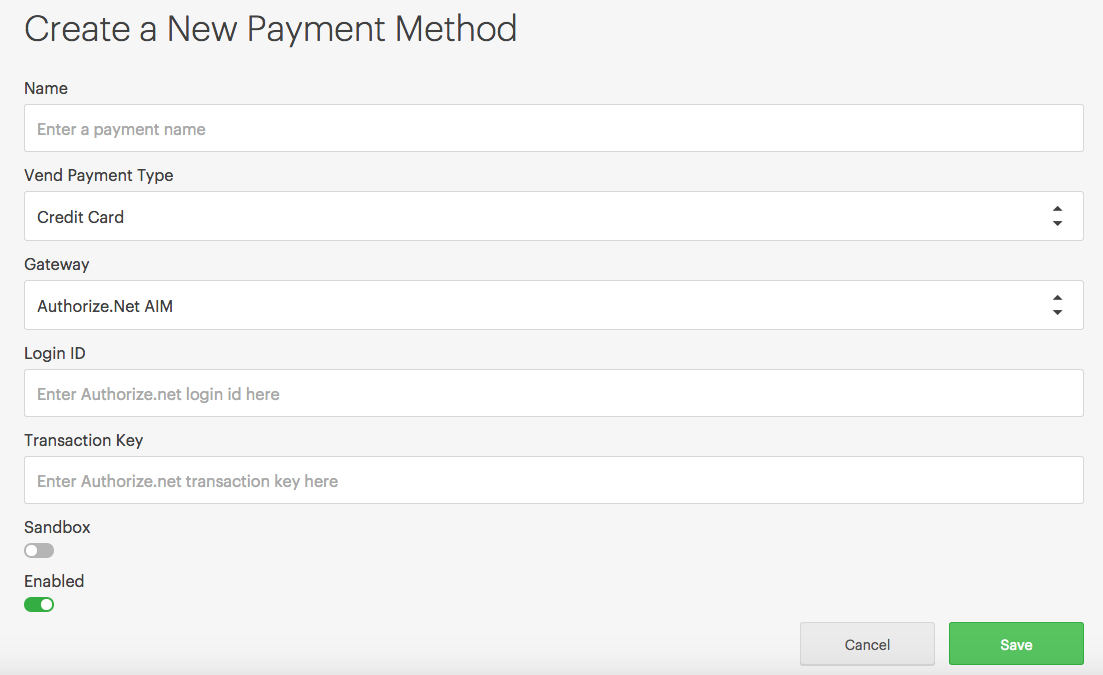 Create a New Payment Method
Name
Enter a payment name
Vend Payment Type
Credit Card
Gateway
Authorize.Net AIM
Login ID
Enter Authorize.net login id here
Transaction Key
Enter Authorize.net transaction key here
Sandbox
Enabled
Cancel
Save